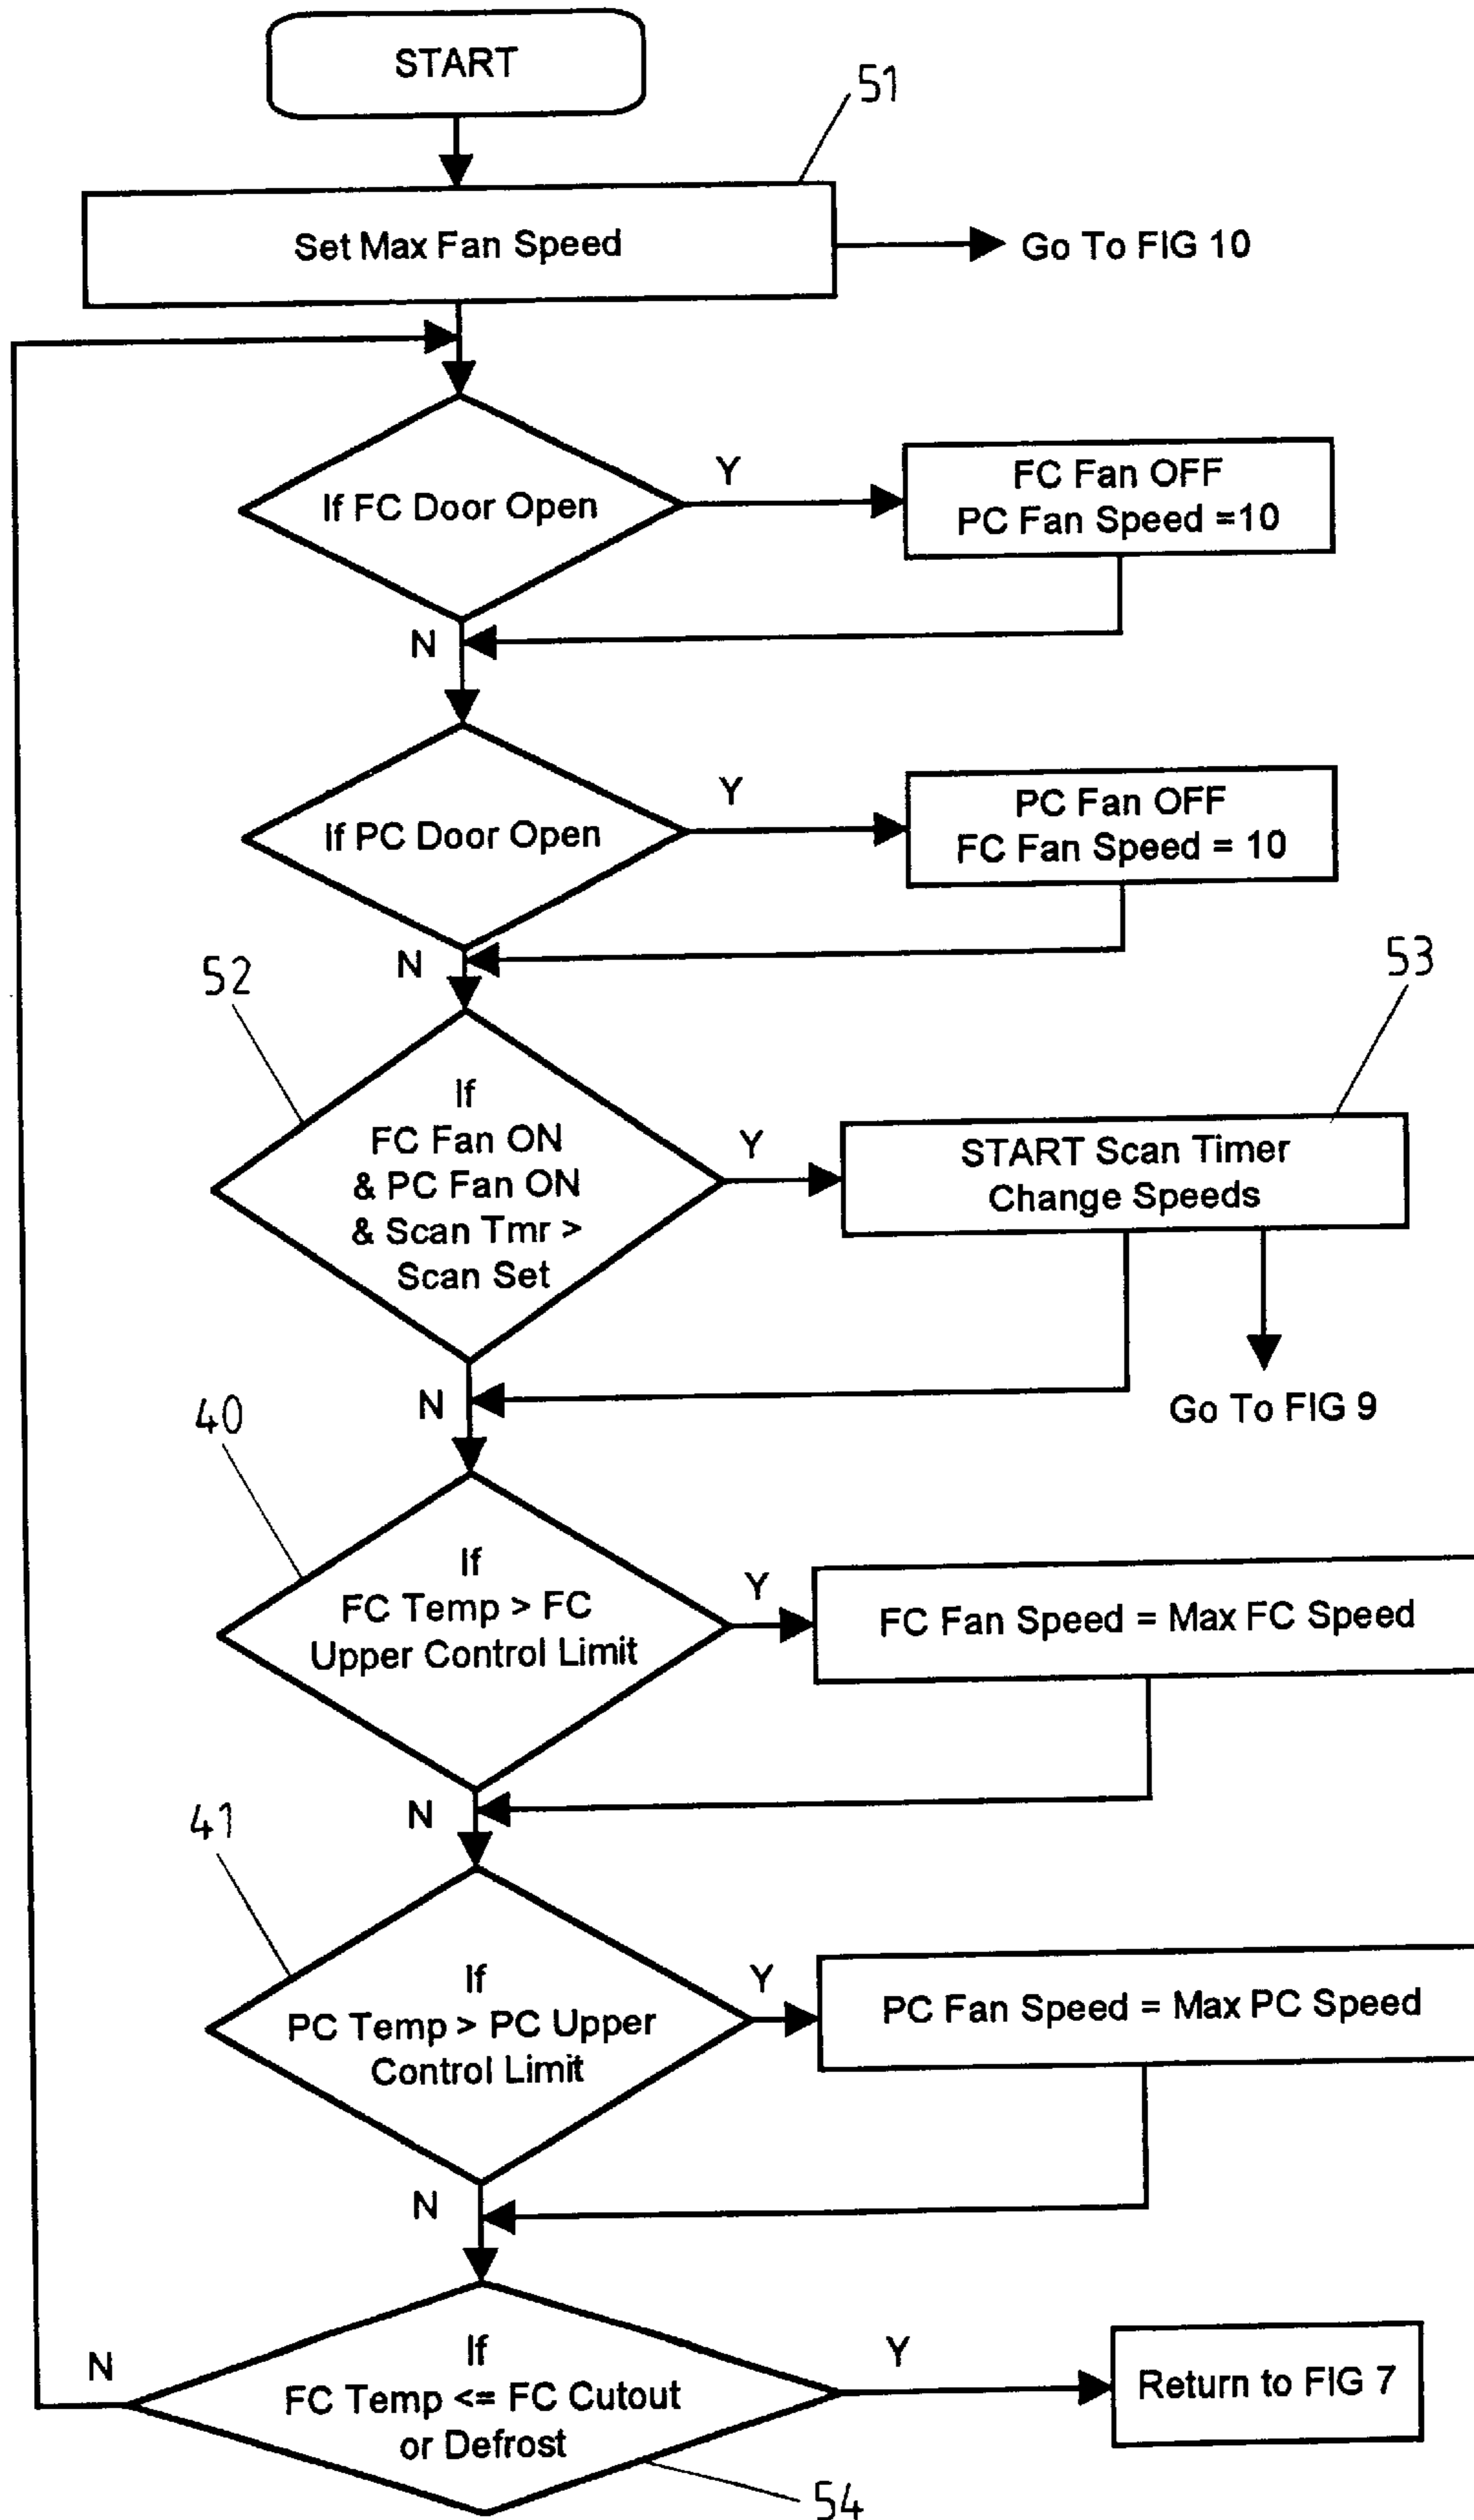 START
51
Set Max Fan Speed
Go To FIG 10
If FC Door Open
Y
FC Fan OFF
PC Fan Speed =10
N
If PC Door Open
Y
PC Fan OFF
FC Fan Speed = 10
N
52
53
If
FC Fan ON
& PC Fan ON
& Scan Tmr >
Scan Set
Y
START Scan Timer
Change Speeds
N
Go To FIG 9
40
If
FC Temp > FC
Upper Control Limit
Y
FC Fan Speed = Max FC Speed
N
41
If
PC Temp > PC Upper
Control Limit
Y
PC Fan Speed = Max PC Speed
N
N
If
FC Temp <= FC Cutout
or Defrost
Y
Return to FIG 7
54